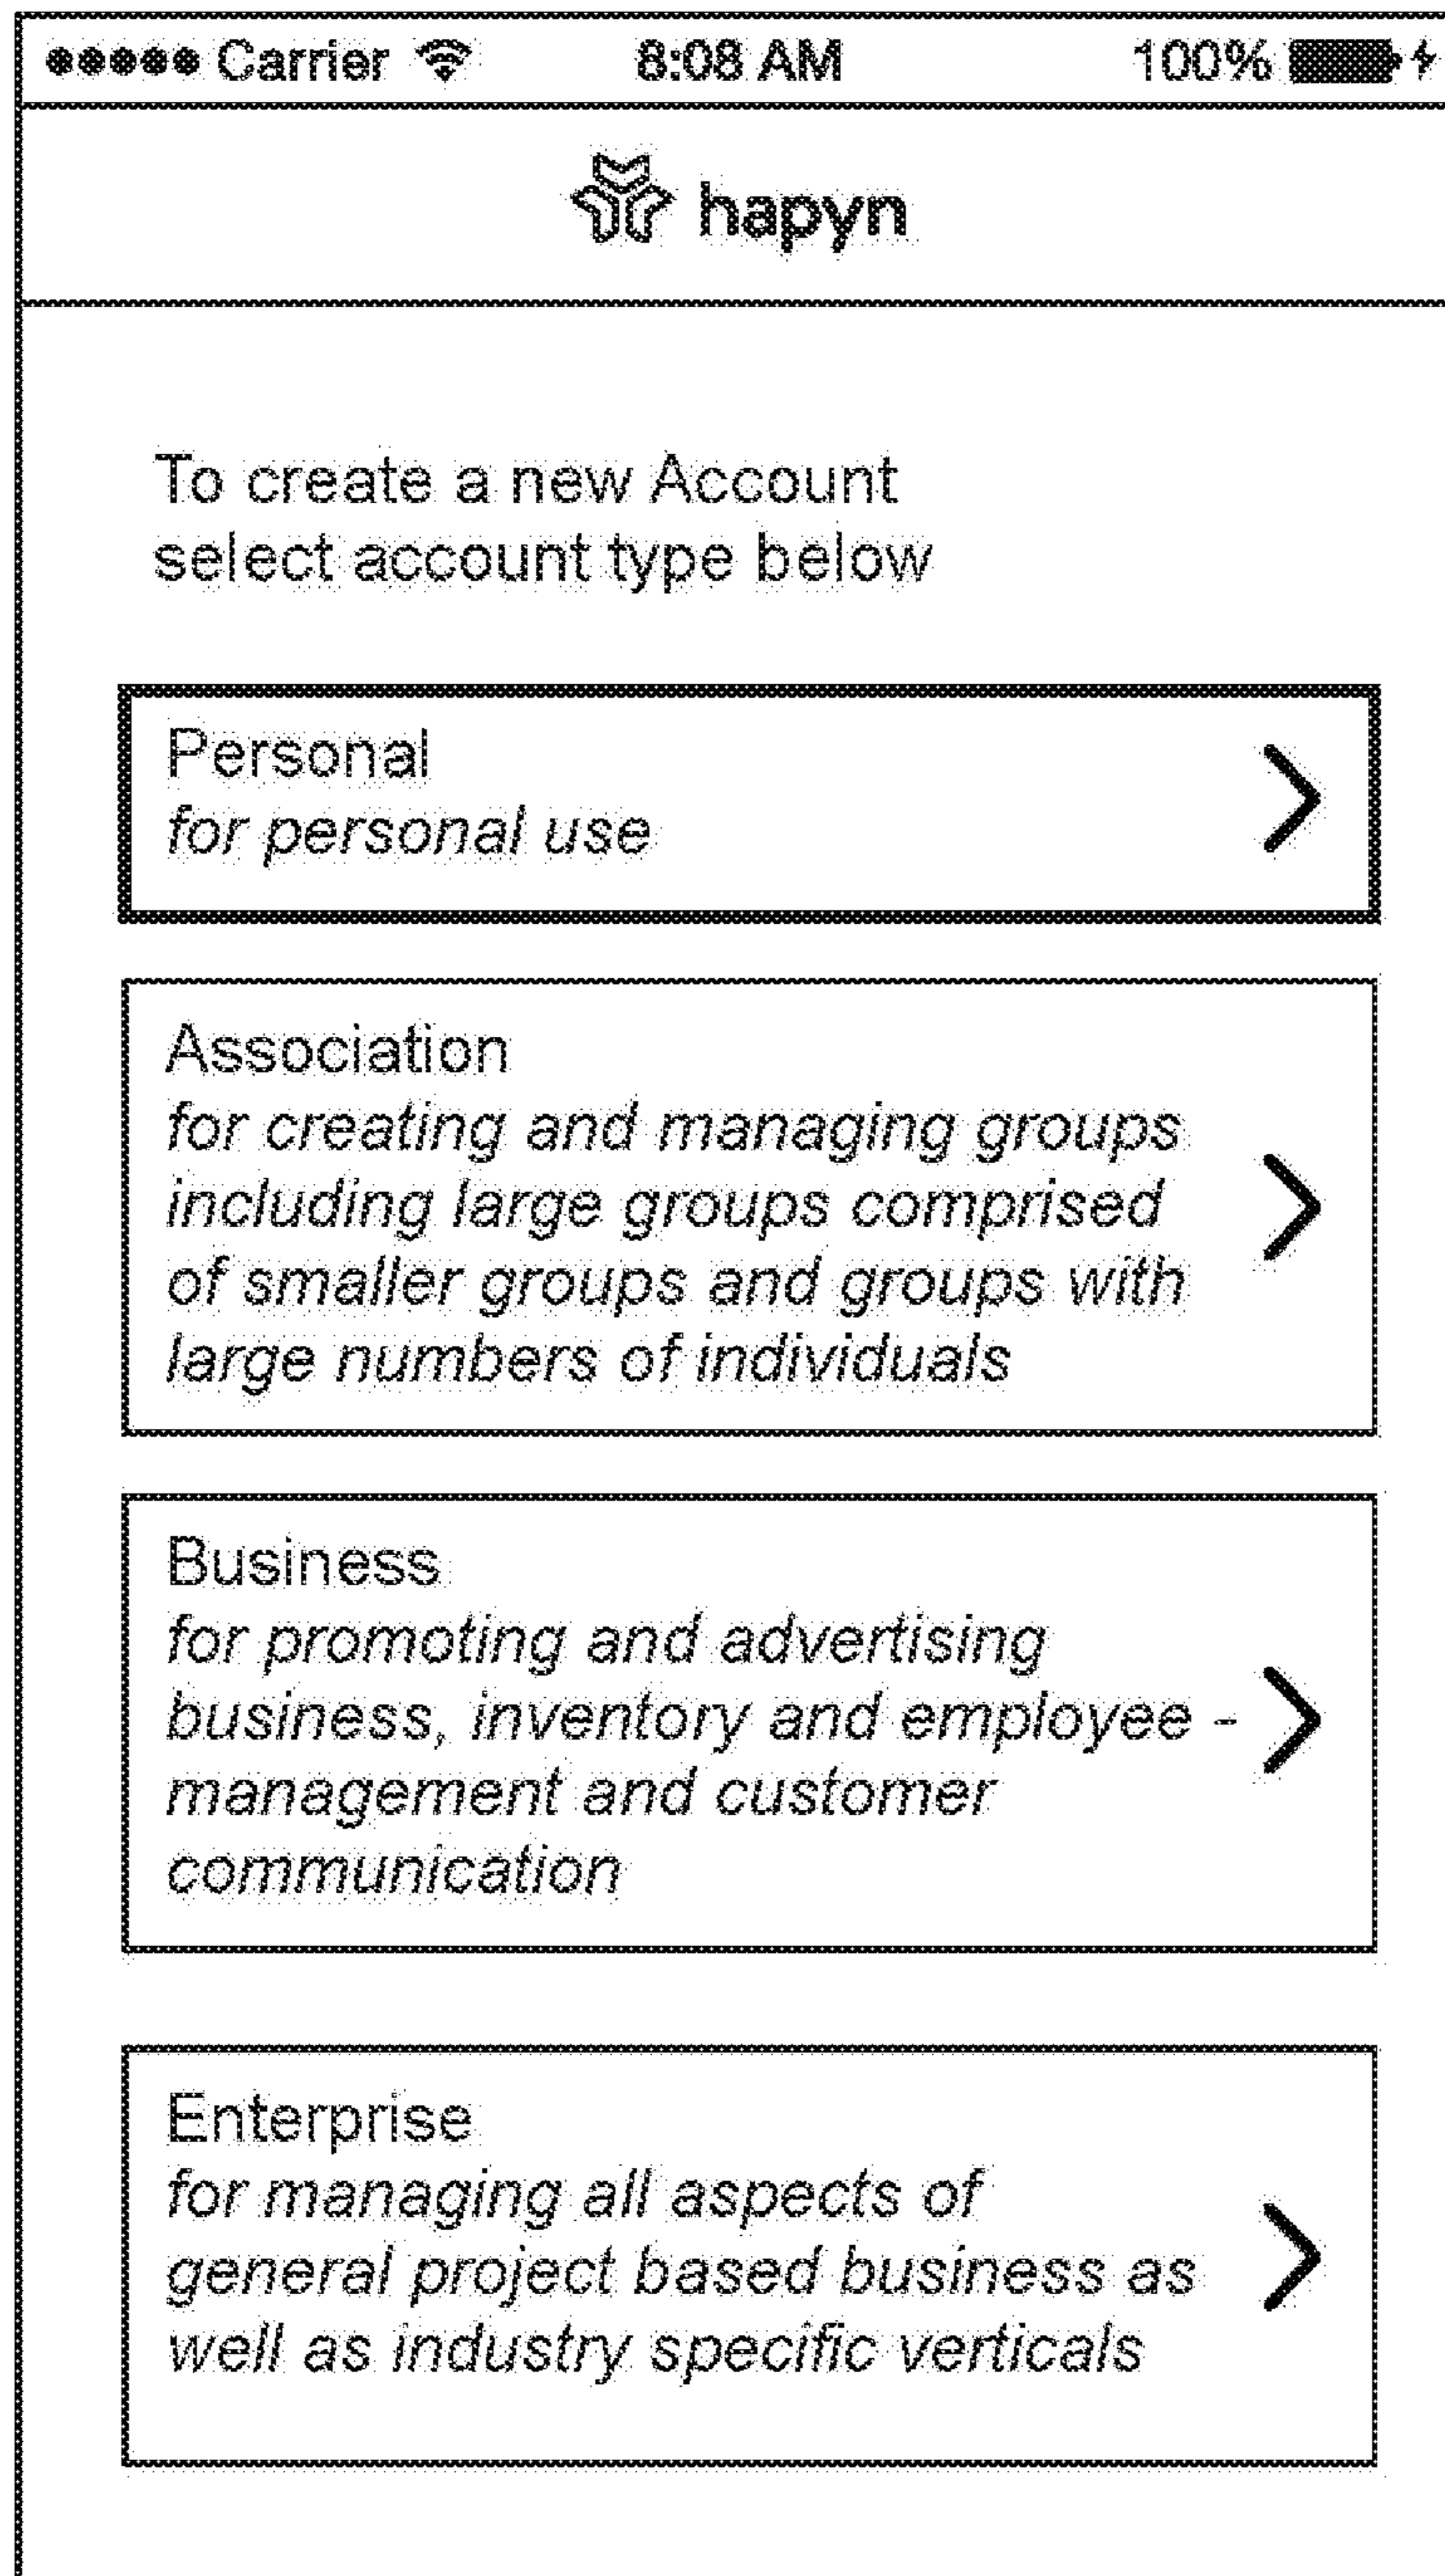 Carrier 8:08 AM 100%
hapyn
To create a new Account
select account type below
Personal
for personal use
Association
for creating and managing groups
including large groups comprised
of smaller groups and groups with
large numbers of individuals
Business
for promoting and advertising
business, inventory and employee -
management and customer
communication
Enterprise
for managing all aspects of
general project based business as
well as industry specific verticals